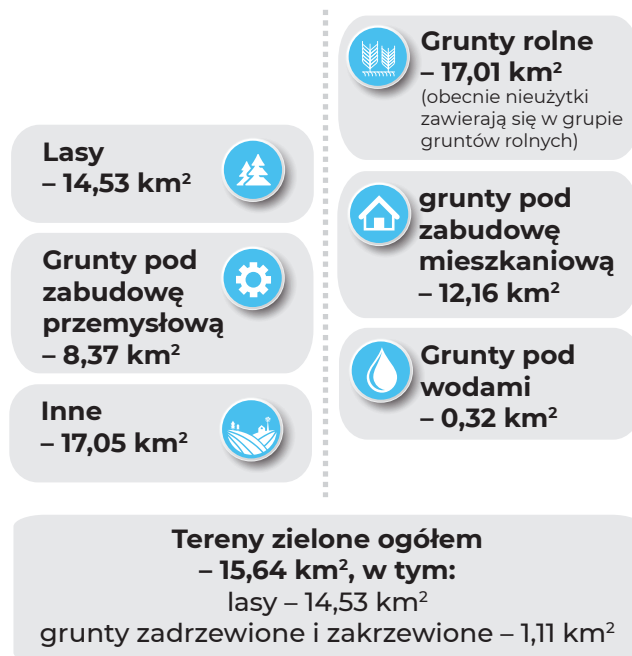 Lasy
– 14,53 km²
Grunty pod
zabudowę
przemysłową
– 8,37 km²
Inne
– 17,05 km²
Grunty rolne
– 17,01 km²
(obecnie nieużytki
zawierają się w grupie
gruntów rolnych)
grunty pod
zabudowę
mieszkaniową
– 12,16 km²
Grunty pod
wodami
– 0,32 km²
Tereny zielone ogółem
– 15,64 km², w tym:
lasy – 14,53 km²
grunty zadrzewione i zakrzewione – 1,11 km²